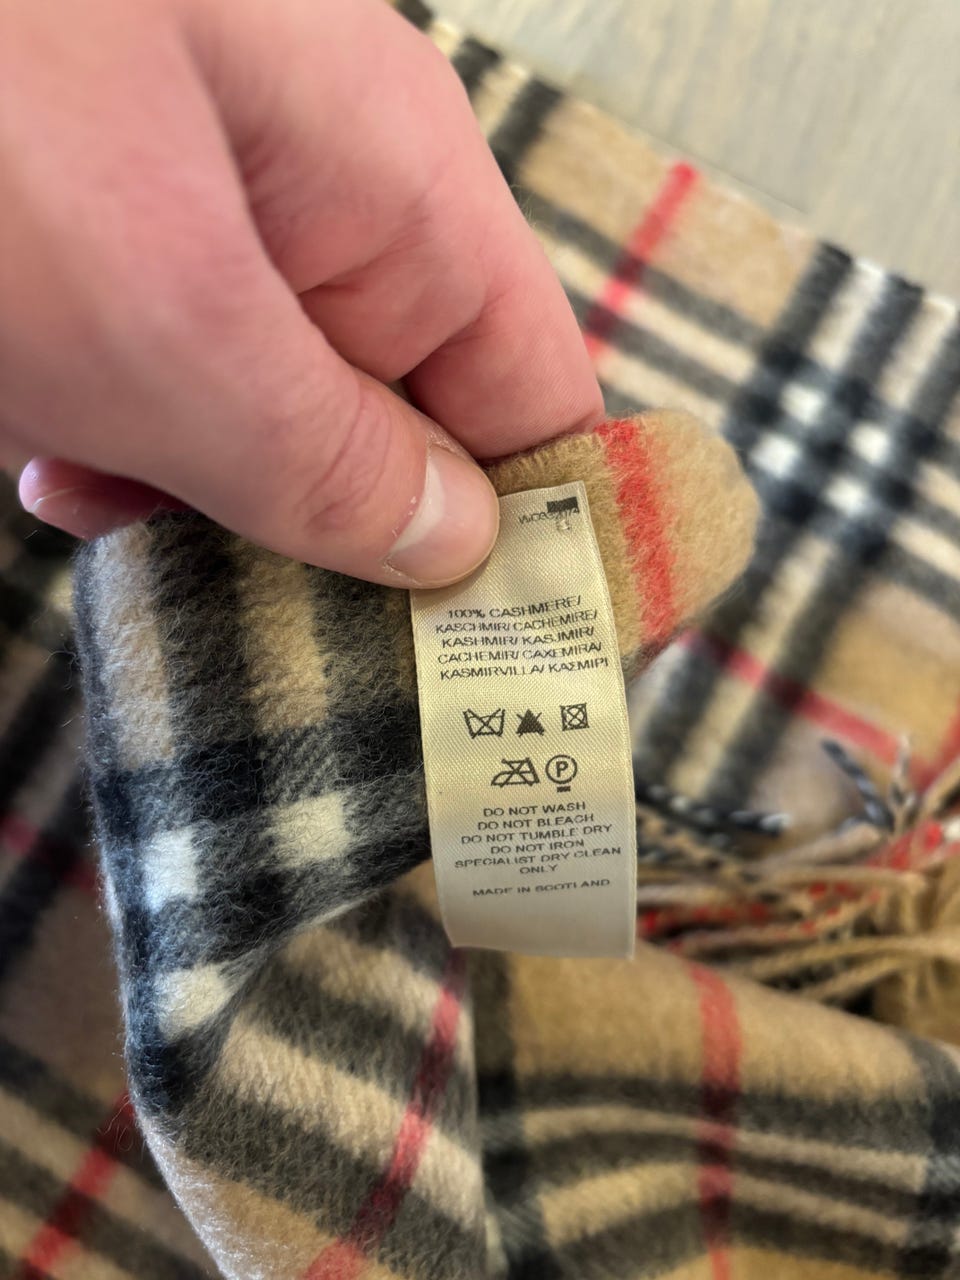 100% CASHMERE/
KASCHMIR/ CACHEMIRE/
KASHMIR/ KASJMIR/
CACHEMIR/ CAXEMIRA/
KASMIRVILLA/ ΚΑΣΜΙΡΙ
P
DO NOT WASH
DO NOT BLEACH
DO NOT TUMBLE DRY
DO NOT IRON
SPECIALIST DRY CLEAN
ONLY
MADE IN SCOTLAND